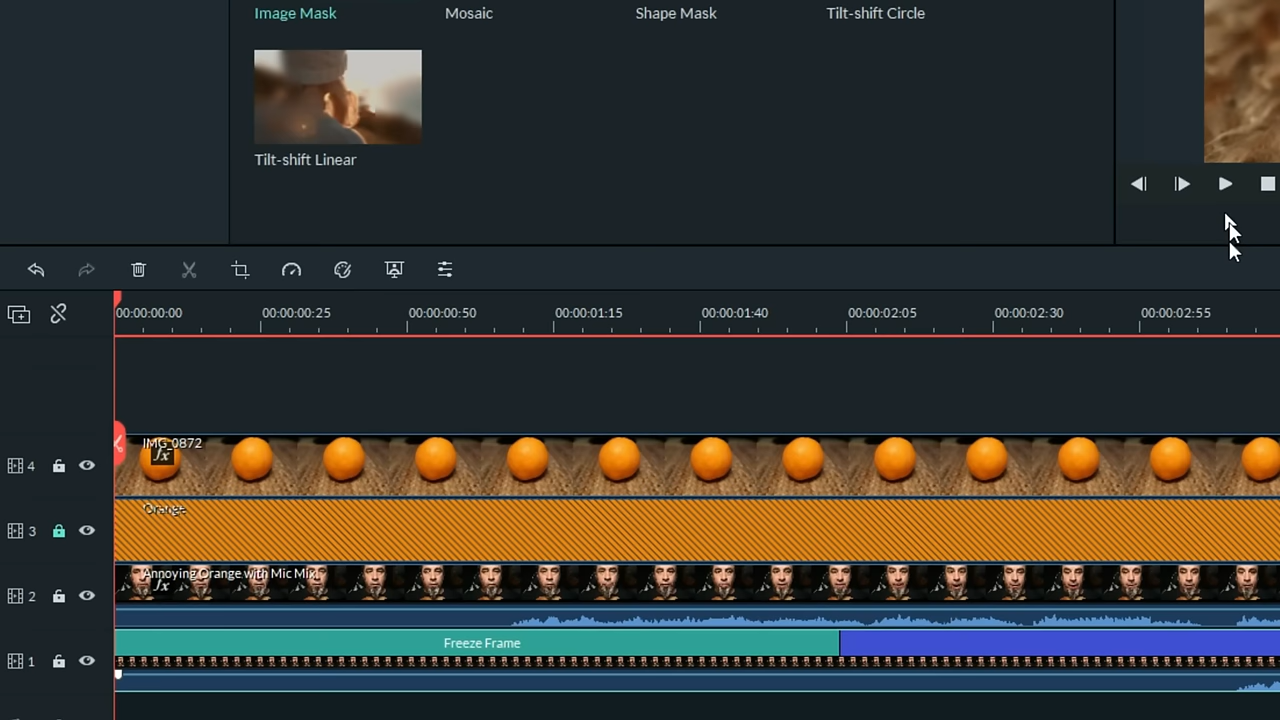 Image Mask
Mosaic
Shape Mask
Tilt-shift Circle
Tilt-shift Linear
00:00:00:00
00:00:00:25
00:00:00:50
00:00:01:15
00:00:01:40
00:00:02:05
00:00:02:30
00:00:02:55
IMG_0872
fx
4
Orange
3
Annoying Orange with Mic Mix!
fx
2
Freeze Frame
1